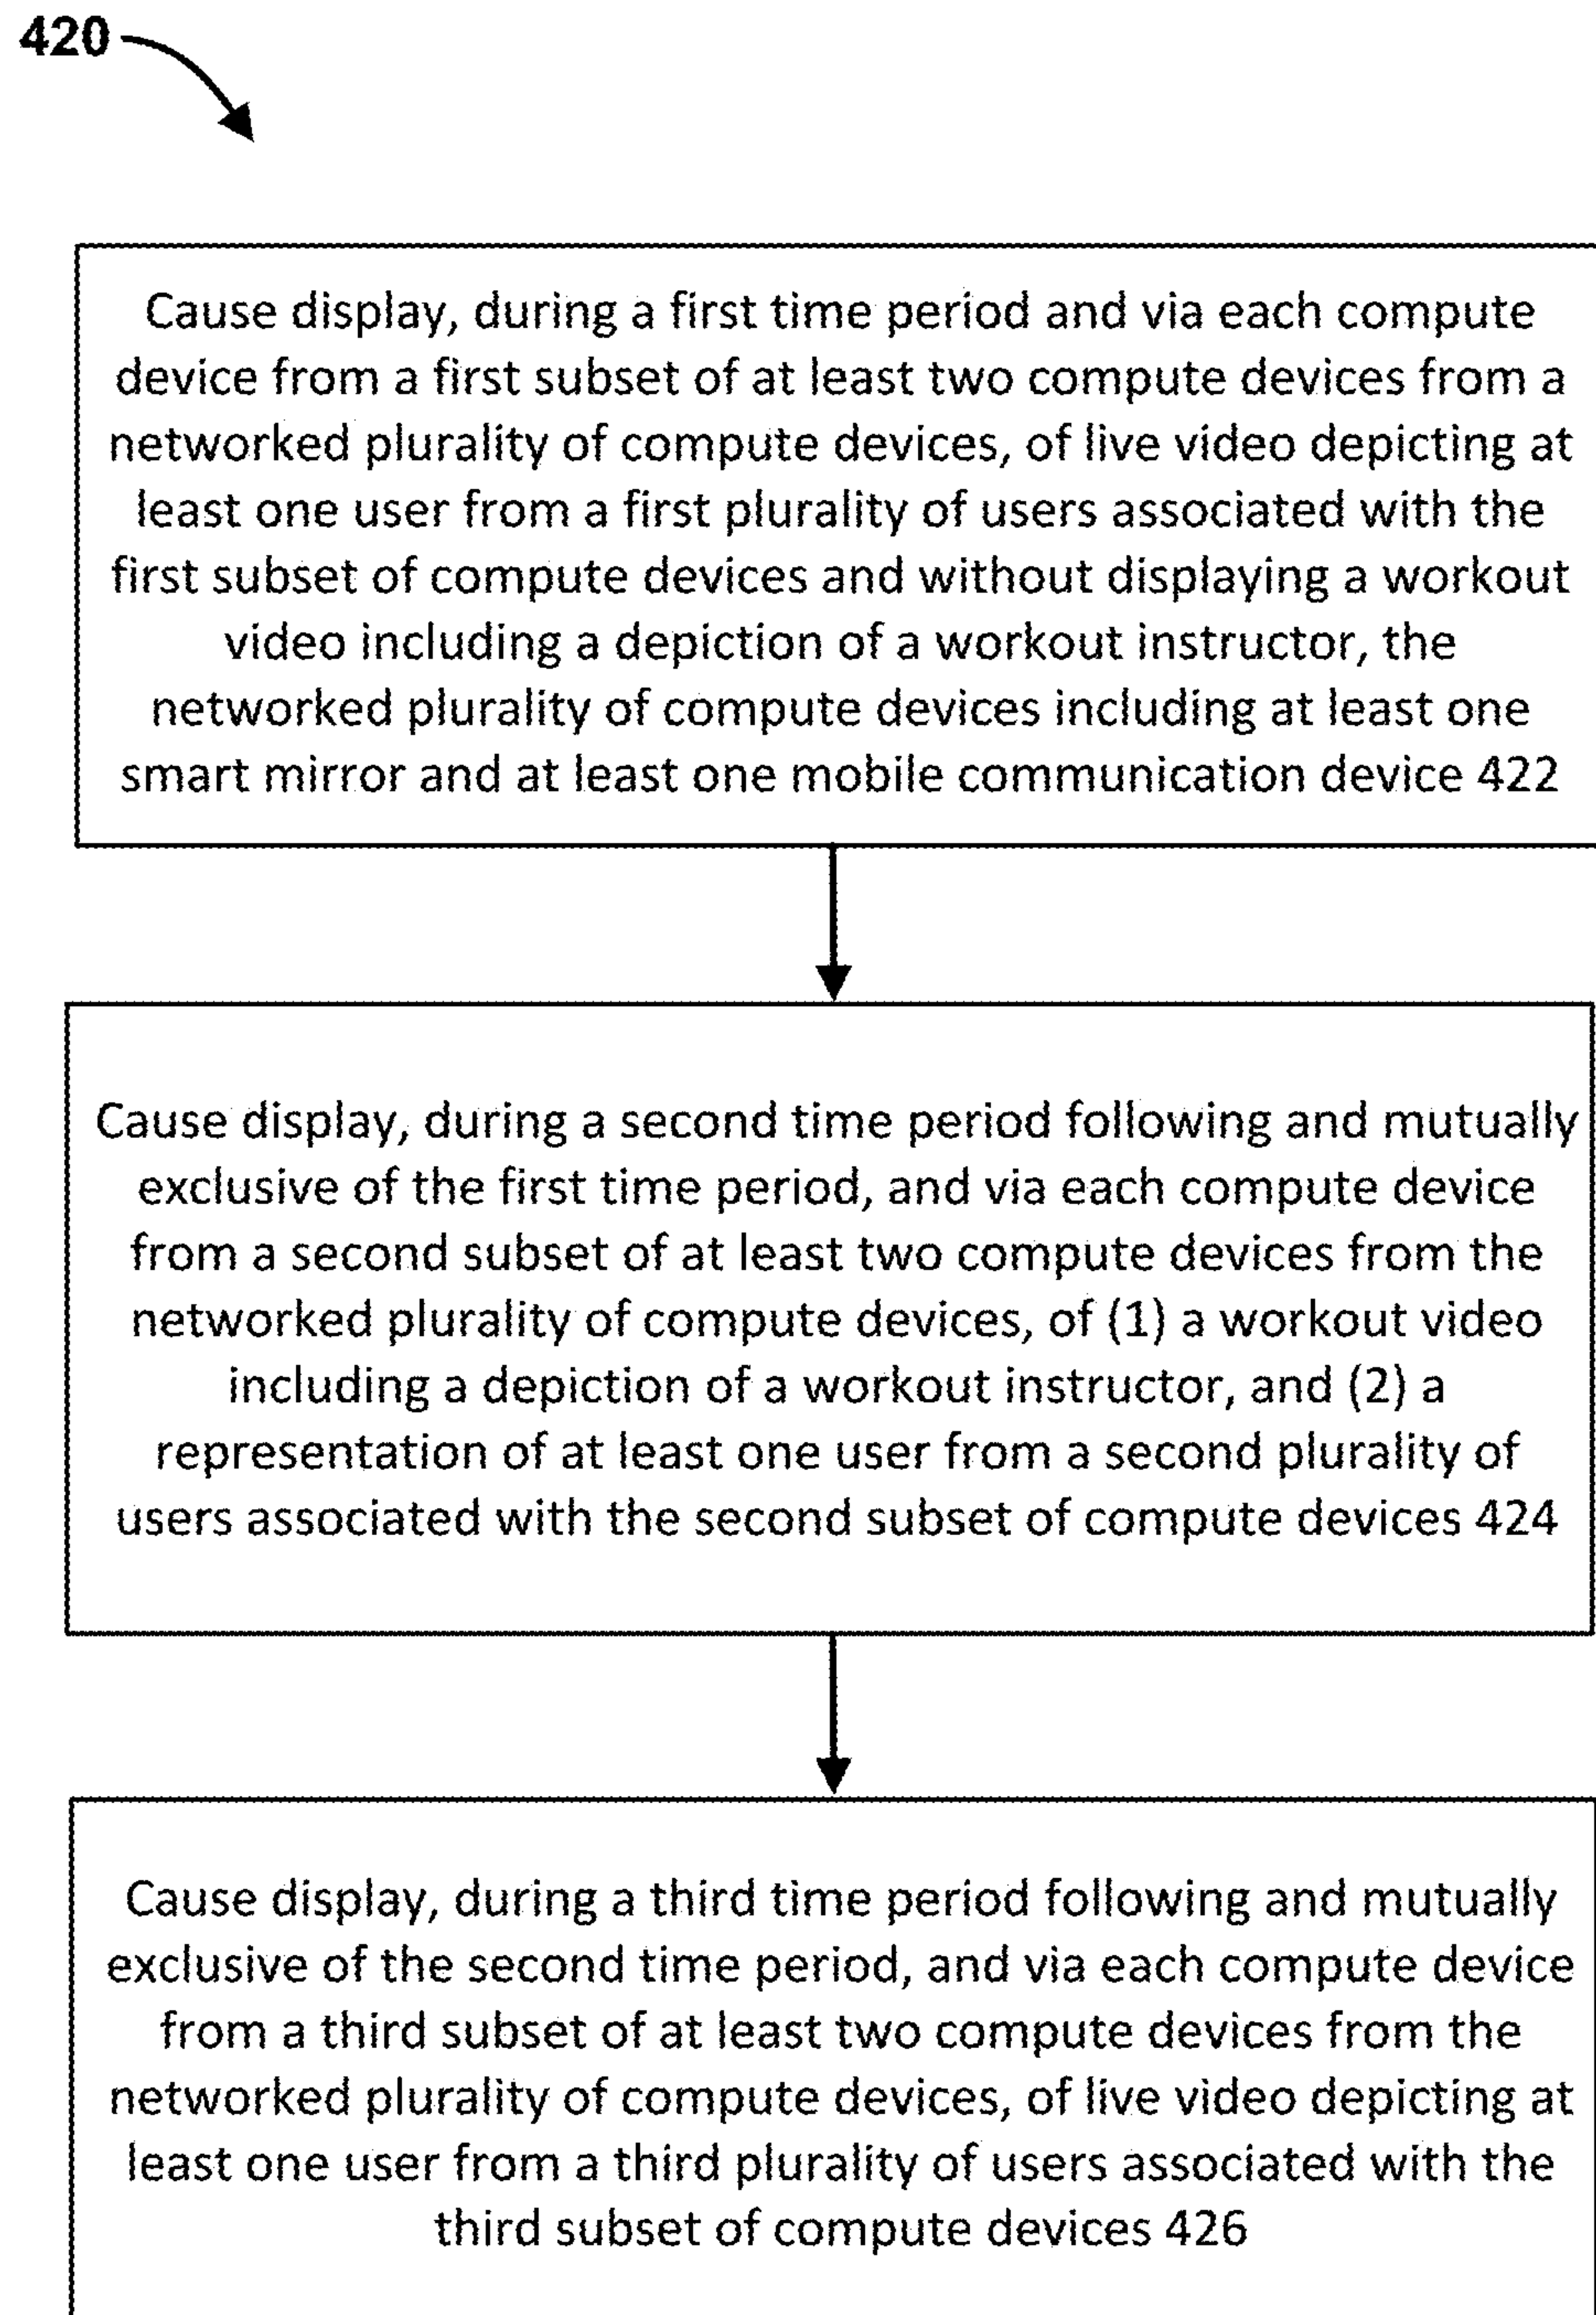 420
Cause display, during a first time period and via each compute
device from a first subset of at least two compute devices from a
networked plurality of compute devices, of live video depicting at
least one user from a first plurality of users associated with the
first subset of compute devices and without displaying a workout
video including a depiction of a workout instructor, the
networked plurality of compute devices including at least one
smart mirror and at least one mobile communication device 422
Cause display, during a second time period following and mutually
exclusive of the first time period, and via each compute device
from a second subset of at least two compute devices from the
networked plurality of compute devices, of (1) a workout video
including a depiction of a workout instructor, and (2) a
representation of at least one user from a second plurality of
users associated with the second subset of compute devices 424
Cause display, during a third time period following and mutually
exclusive of the second time period, and via each compute device
from a third subset of at least two compute devices from the
networked plurality of compute devices, of live video depicting at
least one user from a third plurality of users associated with the
third subset of compute devices 426